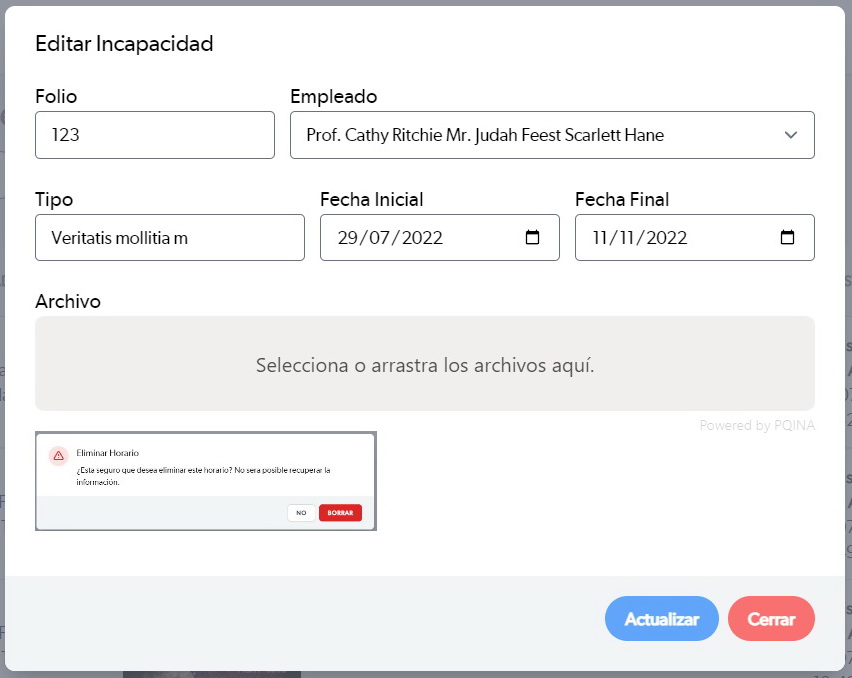 Editar Incapacidad
Folio
Empleado
123
Prof. Cathy Ritchie Mr. Judah Feest Scarlett Hane
Tipo
Fecha Inicial
Fecha Final
Veritatis mollitia m
29/07/2022
11/11/2022
Archivo
Selecciona o arrastra los archivos aquí.
Powered by PQINA
Eliminar Horario
¿Esta seguro que desea eliminar este horario? No sera posible recuperar la
información.
NO
BORRAR
Actualizar
Cerrar